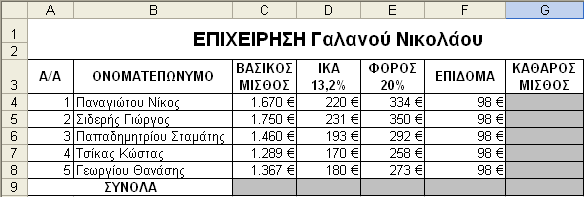 A B C D E F G
1 ΕΠΙΧΕΙΡΗΣΗ Γαλανού Νικολάου
2
3 Α/Α ΟΝΟΜΑΤΕΠΩΝΥΜΟ ΒΑΣΙΚΟΣ ΜΙΣΘΟΣ ΙΚΑ 13,2% ΦΟΡΟΣ 20% ΕΠΙΔΟΜΑ ΚΑΘΑΡΟΣ ΜΙΣΘΟΣ
4 1 Παναγιώτου Νίκος 1.670 € 220 € 334 € 98 €
5 2 Σιδερής Γιώργος 1.750 € 231 € 350 € 98 €
6 3 Παπαδημητρίου Σταμάτης 1.460 € 193 € 292 € 98 €
7 4 Τσίκας Κώστας 1.289 € 170 € 258 € 98 €
8 5 Γεωργίου Θανάσης 1.367 € 180 € 273 € 98 €
9 ΣΥΝΟΛΑ